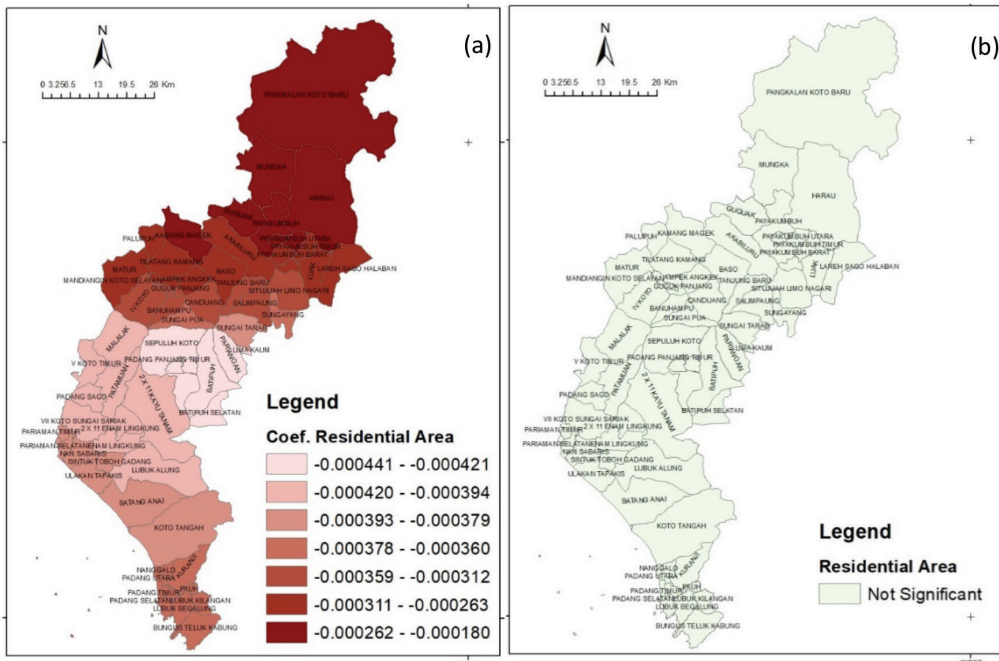 N
0 3.256.5 13 19.5 26 Km
(a)
PANGKALAN KOTO BARU
MUNGKA
HARAU
GUGUAK
PAYAKUMBUH
KAMANG MAGEK
PALUPUH
AKABILURU
PAYAKUMBUH UTARA
PAYAKUMBUH TIMUR
PAYAKUMBUH BARAT
TILATANG KAMANG
LUAK
LAREH SAGO HALABAN
MATUR
BASO
MANDIANGIN KOTO SELAYAN
AMPEK ANGKEK
TANJUNG BARU
GUGUK PANJANG
SITUJUAH LIMO NAGARI
IV KOTO
CANDUANG
SALIMPAUNG
BANUHAMPU
SUNGAYANG
SUNGAI PUA
SUNGAI TARAB
MALALAK
SEPULUH KOTO
PARIANGAN
LIMA KAUM
V KOTO TIMUR
PADANG PANJANG TIMUR
PATAMUAN
BATIPUH
2 X 11 KAYU TANAM
PADANG SAGO
BATIPUH SELATAN
VII KOTO SUNGAI SARIAK
PARIAMAN TIMUR
2 X 11 ENAM LINGKUNG
PARIAMAN SELATAN
ENAM LINGKUNG
NAN SABARIS
SINTUK TOBOH GADANG
ULAKAN TAPAKIS
LUBUK ALUNG
BATANG ANAI
KOTO TANGAH
KURANJI
NANGGALO
PADANG UTARA
PAUH
PADANG TIMUR
PADANG SELATAN
LUBUK KILANGAN
LUBUK BEGALUNG
BUNGUS TELUK KABUNG
Legend
Coef. Residential Area
-0.000441 - -0.000421
-0.000420 - -0.000394
-0.000393 - -0.000379
-0.000378 - -0.000360
-0.000359 - -0.000312
-0.000311 - -0.000263
-0.000262 - -0.000180
N
0 3.256.5 13 19.5 26 Km
(b)
PANGKALAN KOTO BARU
MUNGKA
HARAU
GUGUAK
PAYAKUMBUH
KAMANG MAGEK
PALUPUH
AKABILURU
PAYAKUMBUH UTARA
PAYAKUMBUH TIMUR
PAYAKUMBUH BARAT
TILATANG KAMANG
LUAK
LAREH SAGO HALABAN
MATUR
BASO
MANDIANGIN KOTO SELAYAN
AMPEK ANGKEK
TANJUNG BARU
GUGUK PANJANG
SITUJUAH LIMO NAGARI
IV KOTO
CANDUANG
SALIMPAUNG
BANUHAMPU
SUNGAYANG
SUNGAI PUA
SUNGAI TARAB
MALALAK
SEPULUH KOTO
PARIANGAN
LIMA KAUM
V KOTO TIMUR
PADANG PANJANG TIMUR
PATAMUAN
BATIPUH
2 X 11 KAYU TANAM
PADANG SAGO
BATIPUH SELATAN
VII KOTO SUNGAI SARIAK
PARIAMAN TIMUR
2 X 11 ENAM LINGKUNG
PARIAMAN SELATAN
ENAM LINGKUNG
NAN SABARIS
SINTUK TOBOH GADANG
ULAKAN TAPAKIS
LUBUK ALUNG
BATANG ANAI
KOTO TANGAH
KURANJI
NANGGALO
PADANG UTARA
PAUH
PADANG TIMUR
PADANG SELATAN
LUBUK KILANGAN
LUBUK BEGALUNG
BUNGUS TELUK KABUNG
Legend
Residential Area
Not Significant